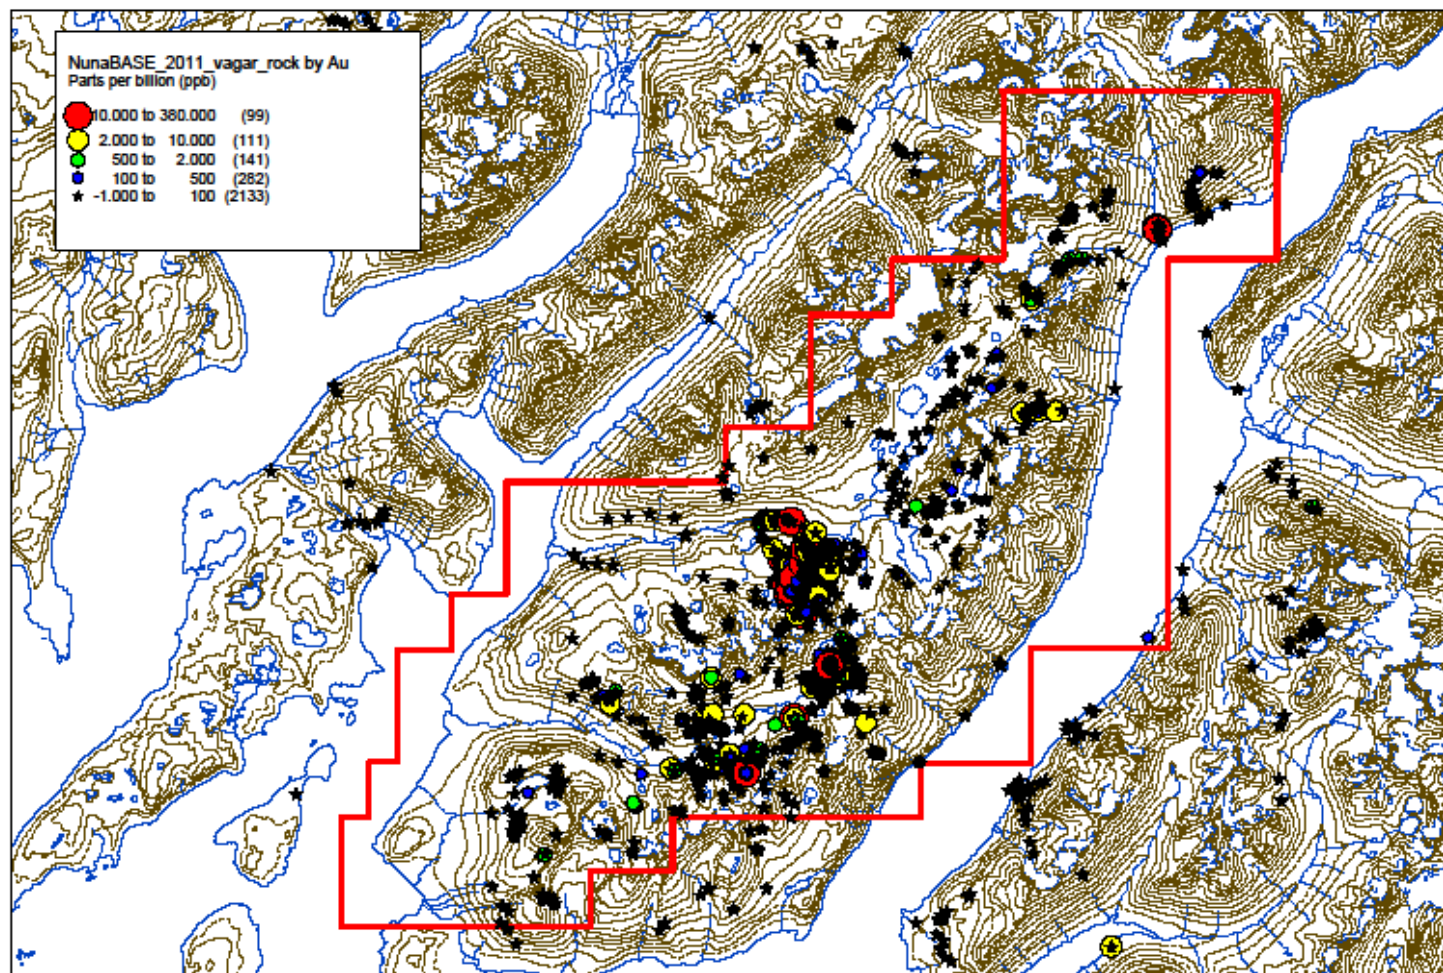 NunaBASE_2011_vagar_rock by Au
Parts per billion (ppb)
10.000 to 380.000 (99)
2.000 to 10.000 (111)
500 to 2.000 (141)
100 to 500 (282)
-1.000 to 100 (2133)